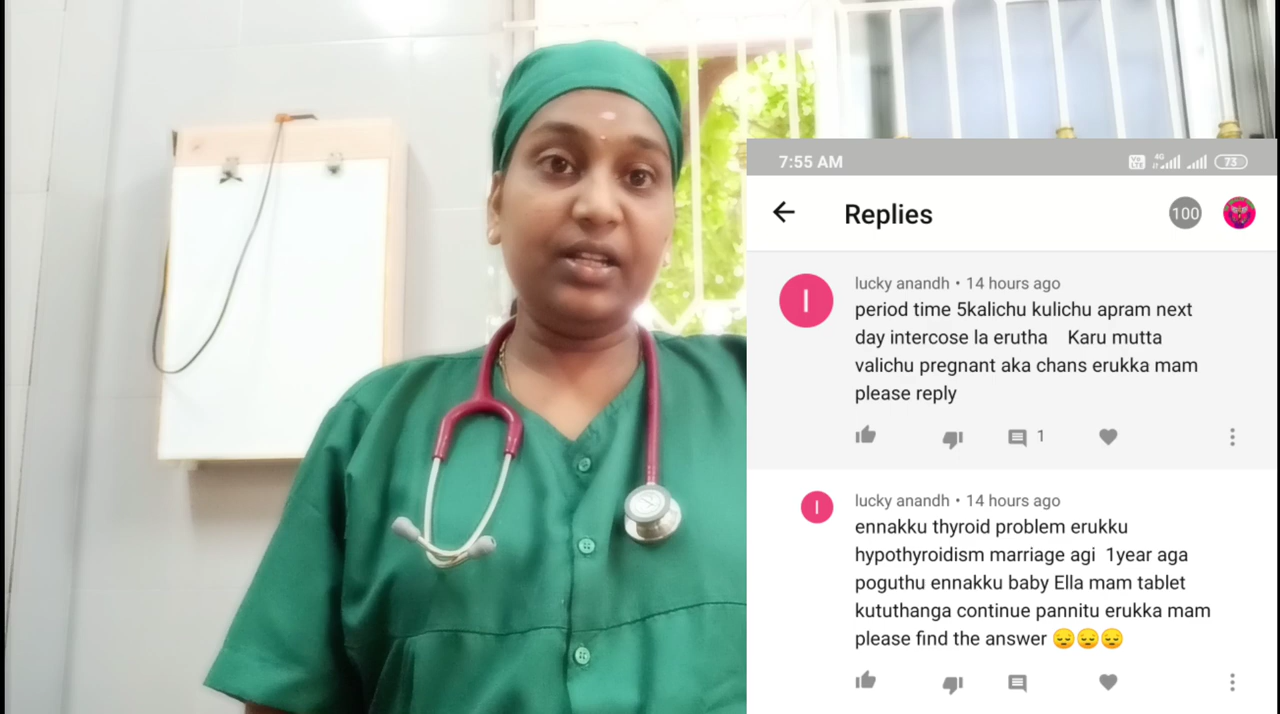 7:55 AM
Vo LTE 4G 73
Replies
100
I
lucky anandh • 14 hours ago
period time 5kalichu kulichu apram next
day intercose la erutha Karu mutta
valichu pregnant aka chans erukka mam
please reply
1
I
lucky anandh • 14 hours ago
ennakku thyroid problem erukku
hypothyroidism marriage agi 1year aga
poguthu ennakku baby Ella mam tablet
kututhanga continue pannitu erukka mam
please find the answer 😔😔😔